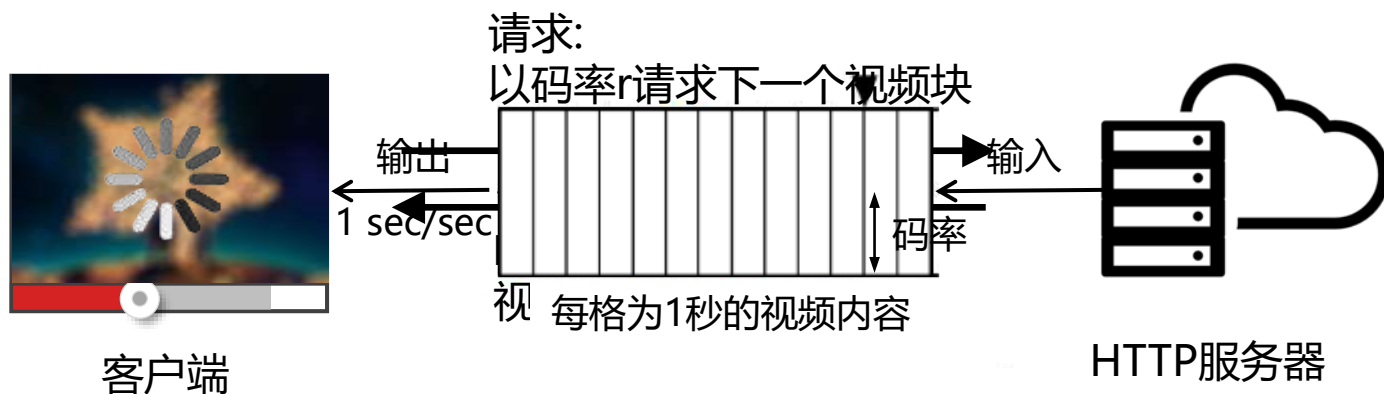 请求:
以码率r请求下一个视频块
输出
输入
1 sec/sec
码率
视
每格为1秒的视频内容
客户端
HTTP服务器